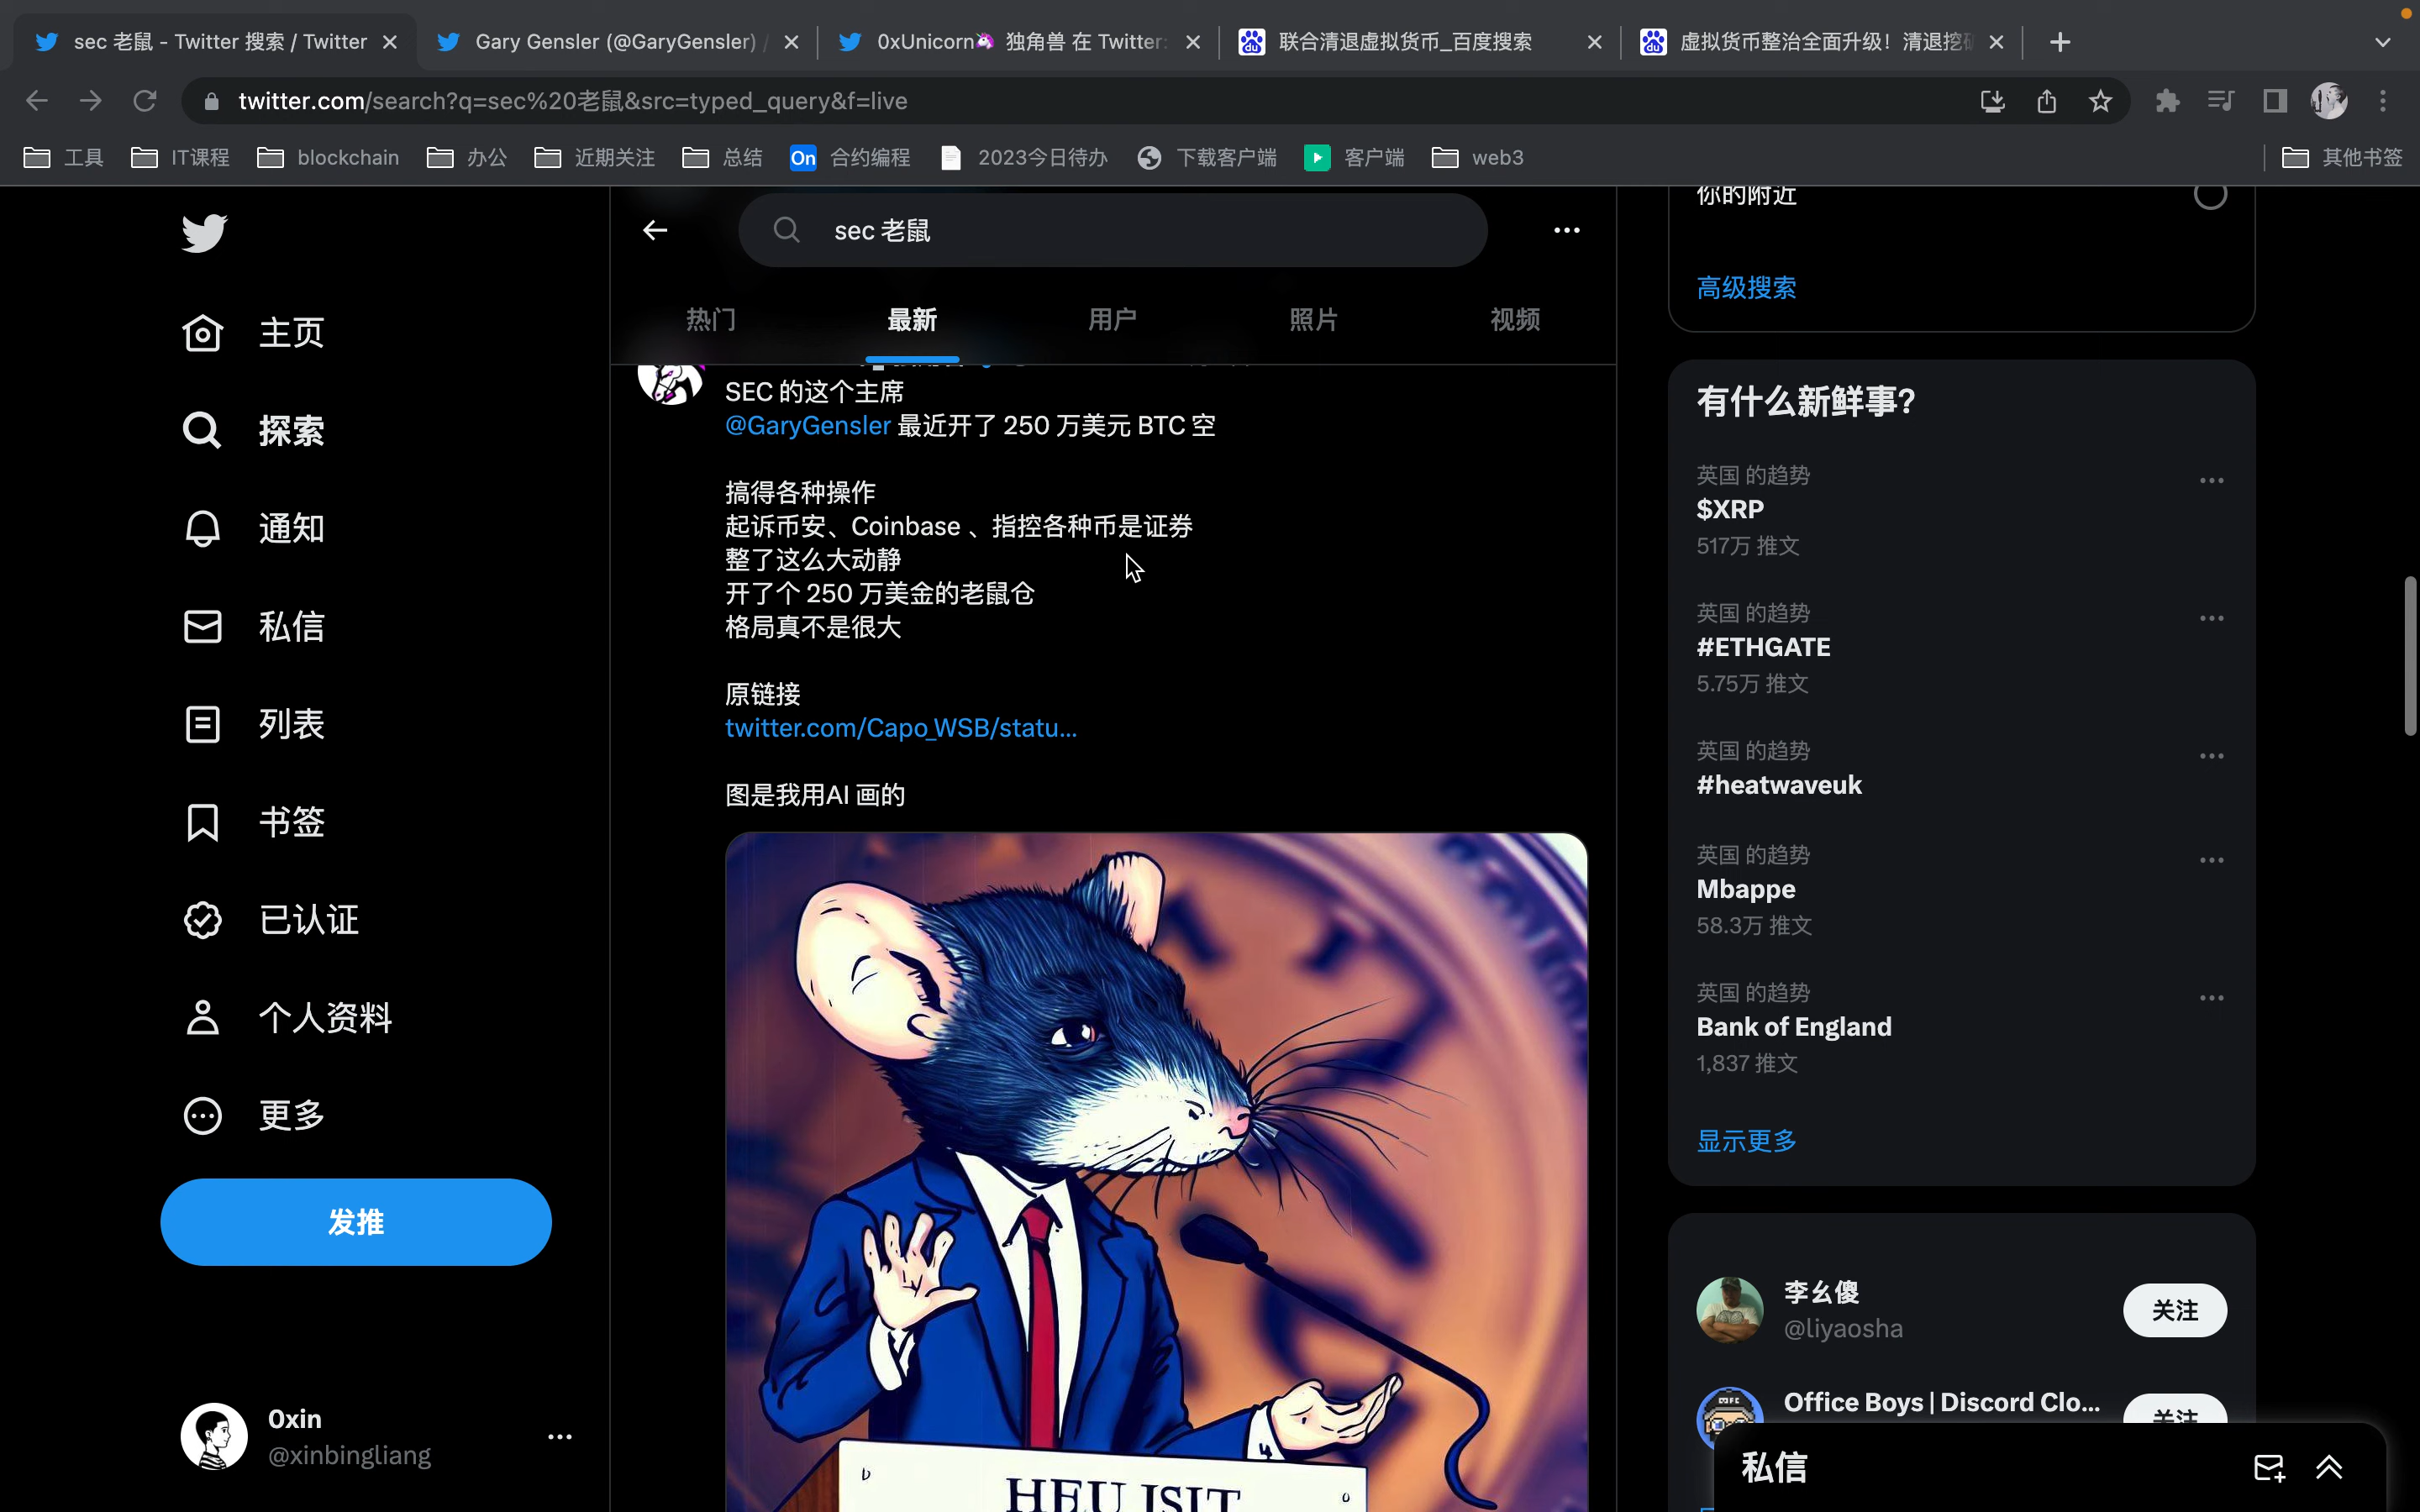 sec 老鼠 - Twitter 搜索 / Twitter
Gary Gensler (@GaryGensler) /
0xUnicorn🦄 独角兽 在 Twitter:
联合清退虚拟货币_百度搜索
虚拟货币整治全面升级！清退挖
twitter.com/search?q=sec%20老鼠&src=typed_query&f=live
工具
IT课程
blockchain
办公
近期关注
总结
On 合约编程
2023今日待办
下载客户端
客户端
web3
其他书签
主页
探索
通知
私信
列表
书签
已认证
个人资料
更多
发推
0xin
@xinbingliang
sec 老鼠
热门
最新
用户
照片
视频
SEC 的这个主席
@GaryGensler 最近开了 250 万美元 BTC 空
搞得各种操作
起诉币安、Coinbase 、指控各种币是证券
整了这么大动静
开了个 250 万美金的老鼠仓
格局真不是很大
原链接
twitter.com/Capo_WSB/statu...
图是我用AI 画的
HEU ISIT
你的附近
高级搜索
有什么新鲜事?
英国 的趋势
$XRP
517万 推文
英国 的趋势
#ETHGATE
5.75万 推文
英国 的趋势
#heatwaveuk
英国 的趋势
Mbappe
58.3万 推文
英国 的趋势
Bank of England
1,837 推文
显示更多
李幺傻
@liyaosha
关注
Office Boys | Discord Clo...
关注
私信